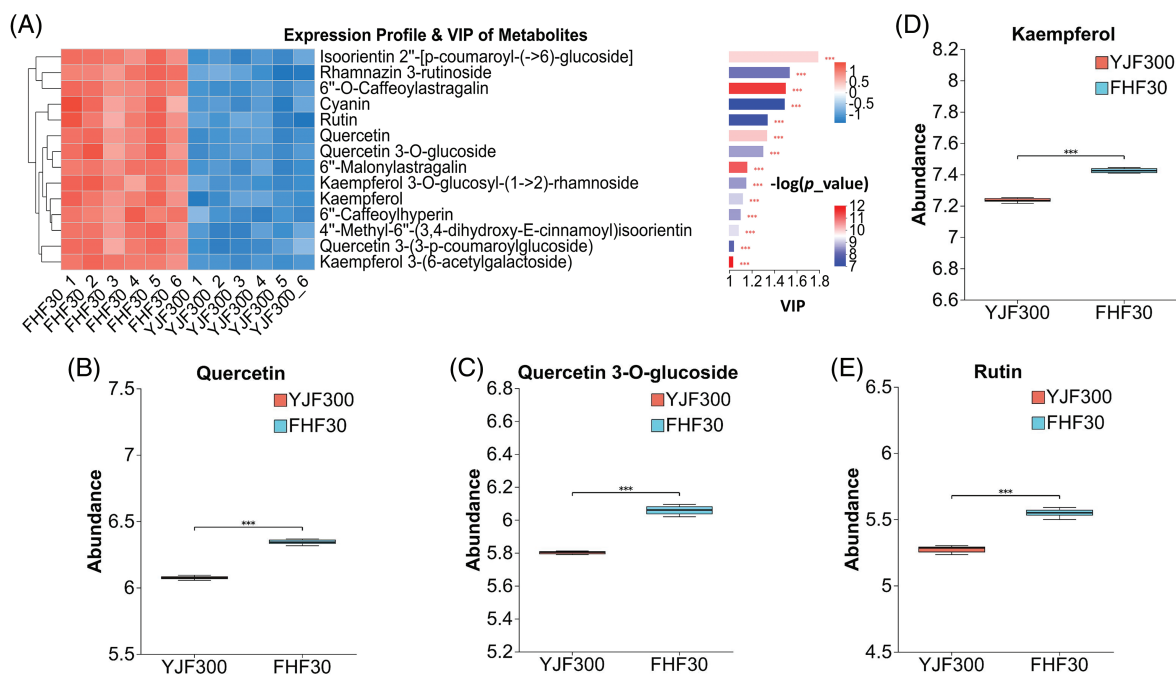 (A)
Expression Profile & VIP of Metabolites
Isoorientin 2"-[p-coumaroyl-(->6)-glucoside]
Rhamnazin 3-rutinoside
6"-O-Caffeoylastragalin
Cyanin
Rutin
Quercetin
Quercetin 3-O-glucoside
6"-Malonylastragalin
Kaempferol 3-O-glucosyl-(1->2)-rhamnoside
Kaempferol
6"-Caffeoylhyperin
4"-Methyl-6"-(3,4-dihydroxy-E-cinnamoyl)isoorientin
Quercetin 3-(3-p-coumaroylglucoside)
Kaempferol 3-(6-acetylgalactoside)
FHF30_1
FHF30_2
FHF30_3
FHF30_4
FHF30_5
FHF30_6
YJF300_1
YJF300_2
YJF300_3
YJF300_4
YJF300_5
YJF300_6
***
***
***
***
***
***
***
***
***
***
***
***
***
***
1
0.5
0
-0.5
-1
-log(p_value)
12
11
10
9
8
7
1 1.2 1.4 1.6 1.8
VIP
(D)
Kaempferol
YJF300
FHF30
Abundance
8.2
8
7.8
7.6
7.4
7.2
7
6.8
6.6
***
YJF300 FHF30
(B)
Quercetin
YJF300
FHF30
Abundance
7.5
7
6.5
6
5.5
***
YJF300 FHF30
(C)
Quercetin 3-O-glucoside
YJF300
FHF30
Abundance
6.8
6.6
6.4
6.2
6
5.8
5.6
5.4
5.2
***
YJF300 FHF30
(E)
Rutin
YJF300
FHF30
Abundance
6.5
6
5.5
5
4.5
***
YJF300 FHF30